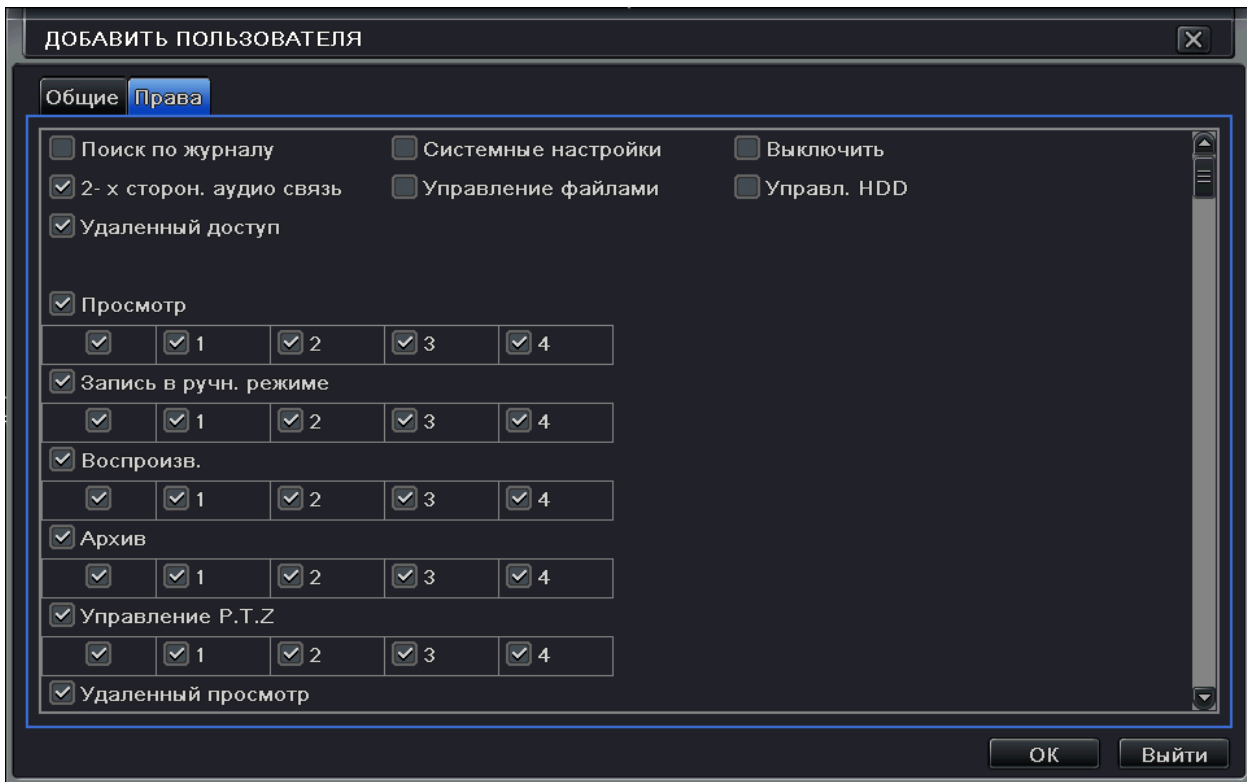 ДОБАВИТЬ ПОЛЬЗОВАТЕЛЯ
Общие Права
Поиск по журналу Системные настройки Выключить
2- х сторон. аудио связь Управление файлами Управл. HDD
Удаленный доступ
Просмотр
1 2 3 4
Запись в ручн. режиме
1 2 3 4
Воспроизв.
1 2 3 4
Архив
1 2 3 4
Управление P.T.Z
1 2 3 4
Удаленный просмотр
ОК Выйти